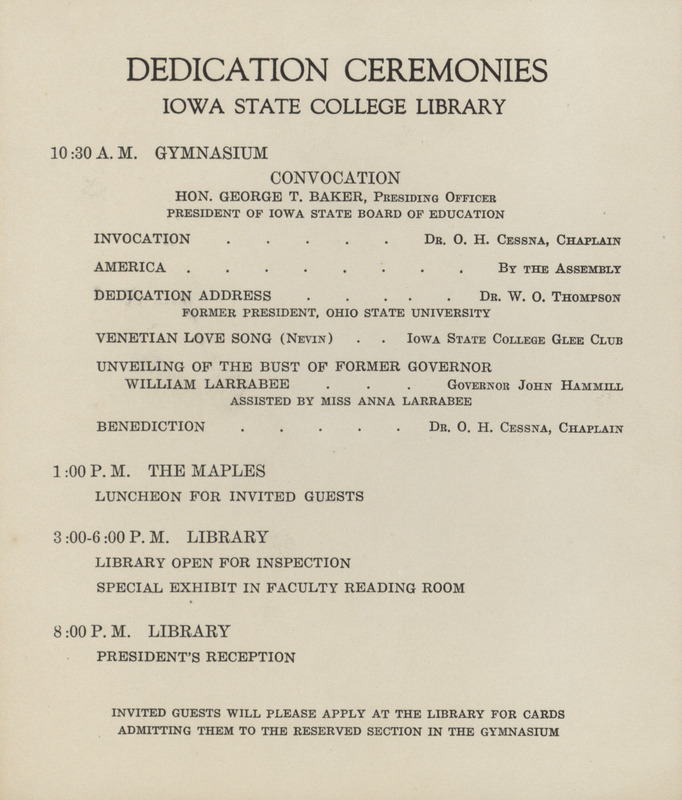 DEDICATION CEREMONIES
IOWA STATE COLLEGE LIBRARY
10:30 A. M. GYMNASIUM
CONVOCATION
HON. GEORGE T. BAKER, PRESIDING OFFICER
PRESIDENT OF IOWA STATE BOARD OF EDUCATION
INVOCATION . . . . . DR. O. H. CESSNA, CHAPLAIN
AMERICA . . . . . . . . BY THE ASSEMBLY
DEDICATION ADDRESS . . . . . DR. W. O. THOMPSON
FORMER PRESIDENT, OHIO STATE UNIVERSITY
VENETIAN LOVE SONG (NEVIN) . . IOWA STATE COLLEGE GLEE CLUB
UNVEILING OF THE BUST OF FORMER GOVERNOR
WILLIAM LARRABEE . . . GOVERNOR JOHN HAMMILL
ASSISTED BY MISS ANNA LARRABEE
BENEDICTION . . . . . DR. O. H. CESSNA, CHAPLAIN
1:00 P. M. THE MAPLES
LUNCHEON FOR INVITED GUESTS
3:00-6:00 P. M. LIBRARY
LIBRARY OPEN FOR INSPECTION
SPECIAL EXHIBIT IN FACULTY READING ROOM
8:00 P. M. LIBRARY
PRESIDENT'S RECEPTION
INVITED GUESTS WILL PLEASE APPLY AT THE LIBRARY FOR CARDS
ADMITTING THEM TO THE RESERVED SECTION IN THE GYMNASIUM